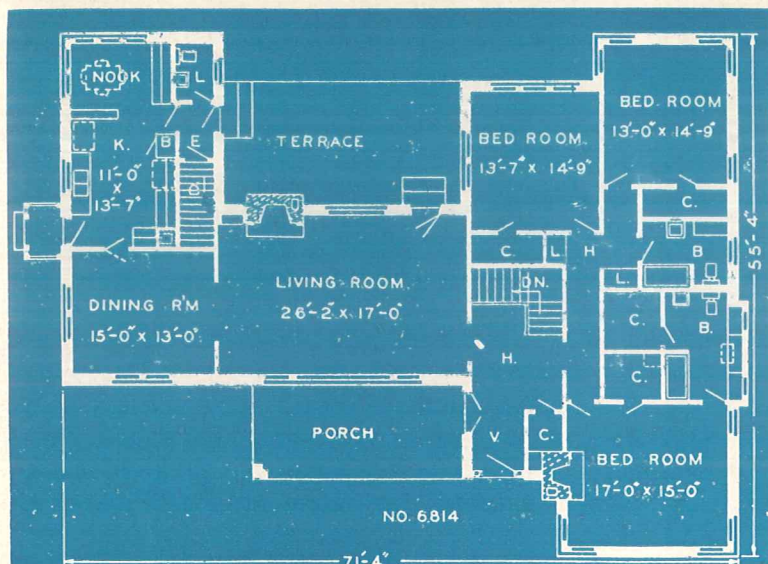 NOOK
L
BED ROOM
13'-0" x 14'-9"
TERRACE
BED ROOM
13'-7" x 14'-9"
K.
11'-0"
x
13'-7"
B
E
D.
C.
B
C.
L.
H
L.
55'-4"
LIVING ROOM
26'-2" x 17'-0"
DN.
DINING R'M
15'-0" x 13'-0"
C.
B.
H.
C.
PORCH
V.
C.
BED ROOM
17'-0" x 15'-0"
NO. 6814
71'-4"